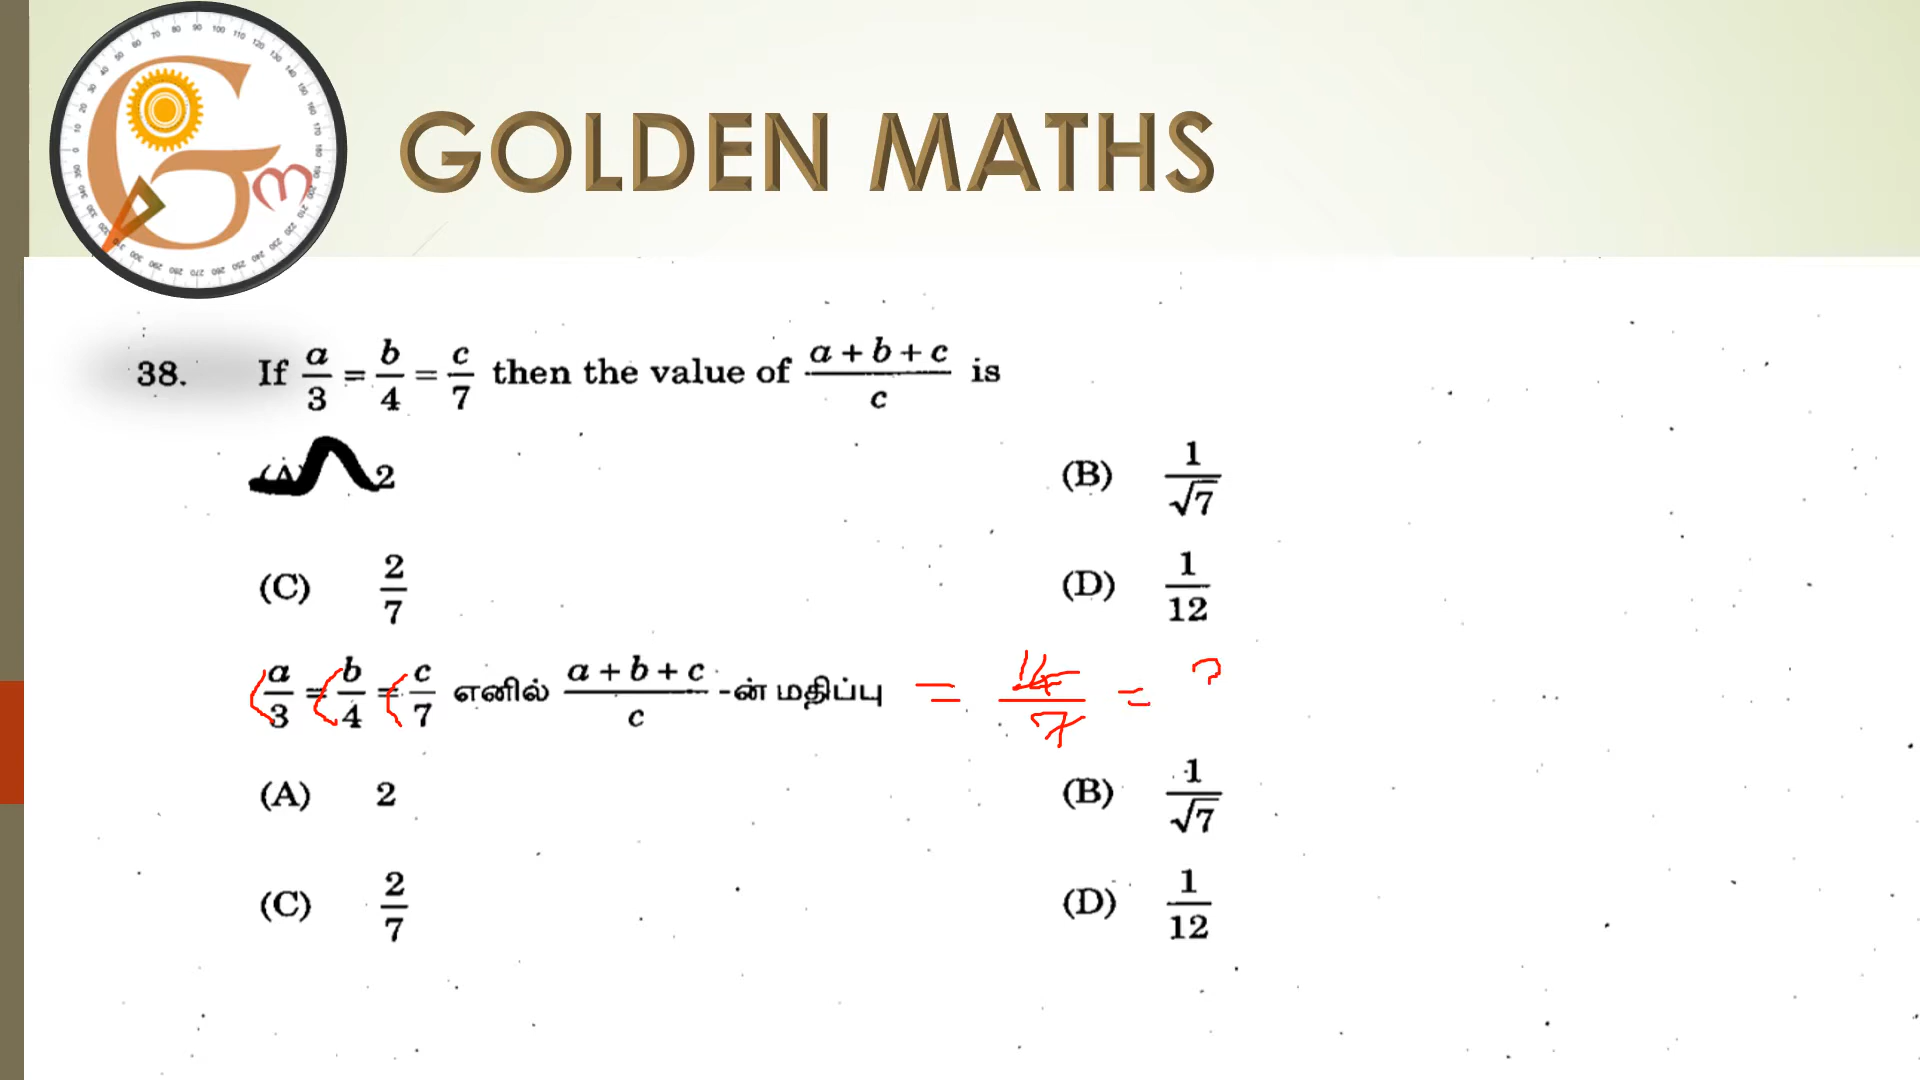 GOLDEN MATHS
38. If a/3 = b/4 = c/7 then the value of (a + b + c)/c is
(A) 2 (B) 1/√7
(C) 2/7 (D) 1/12
a/3 = b/4 = c/7 எனில் (a + b + c)/c -ன் மதிப்பு = 14/7 =
(A) 2 (B) 1/√7
(C) 2/7 (D) 1/12